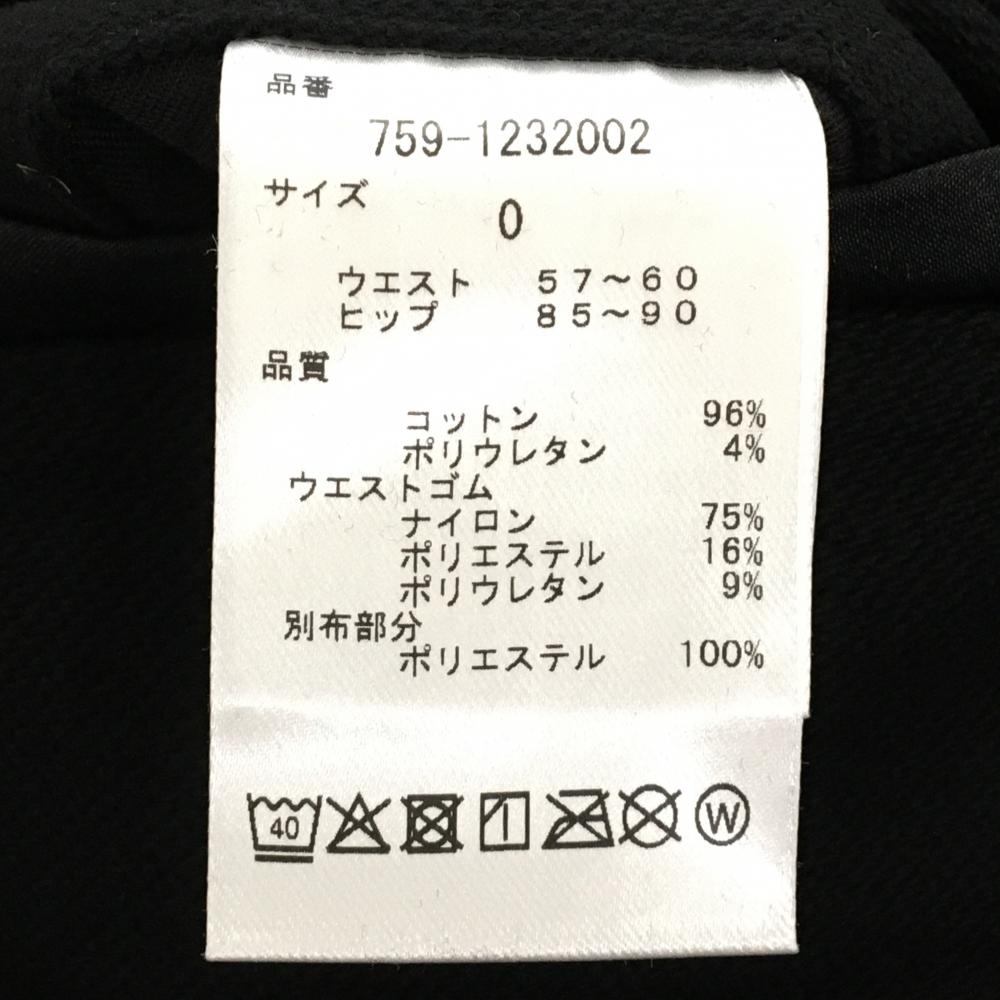 品番
759-1232002
サイズ
0
ウエスト 57～60
ヒップ 85～90
品質
コットン 96%
ポリウレタン 4%
ウエストゴム
ナイロン 75%
ポリエステル 16%
ポリウレタン 9%
別布部分
ポリエステル 100%
40 W